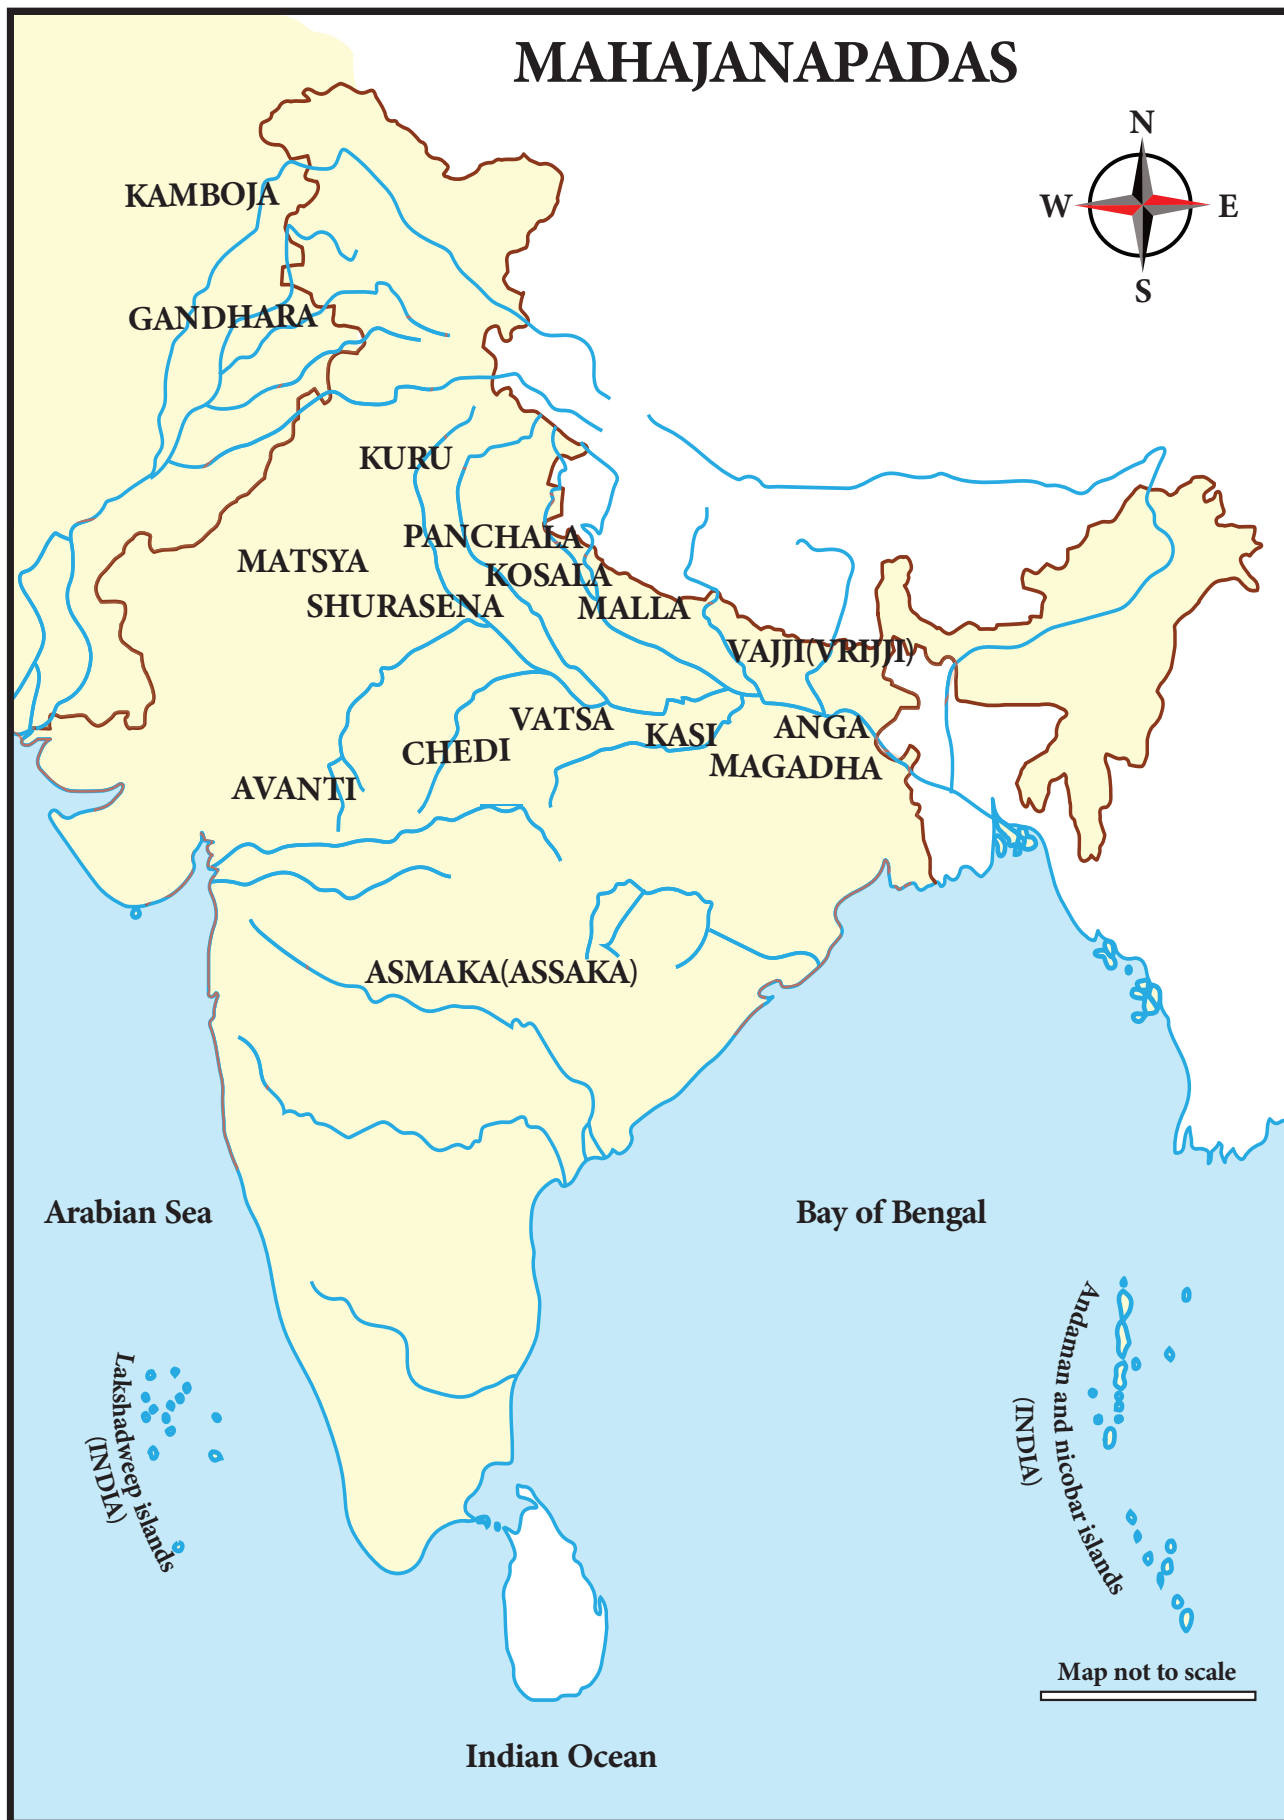 MAHAJANAPADAS
N
W
E
S
KAMBOJA
GANDHARA
KURU
PANCHALA
MATSYA
KOSALA
SHURASENA
MALLA
VAJJI(VRIJJI)
VATSA
ANGA
KASI
CHEDI
MAGADHA
AVANTI
ASMAKA(ASSAKA)
Arabian Sea
Bay of Bengal
Lakshadweep islands
(INDIA)
Andaman and nicobar islands
(INDIA)
Map not to scale
Indian Ocean